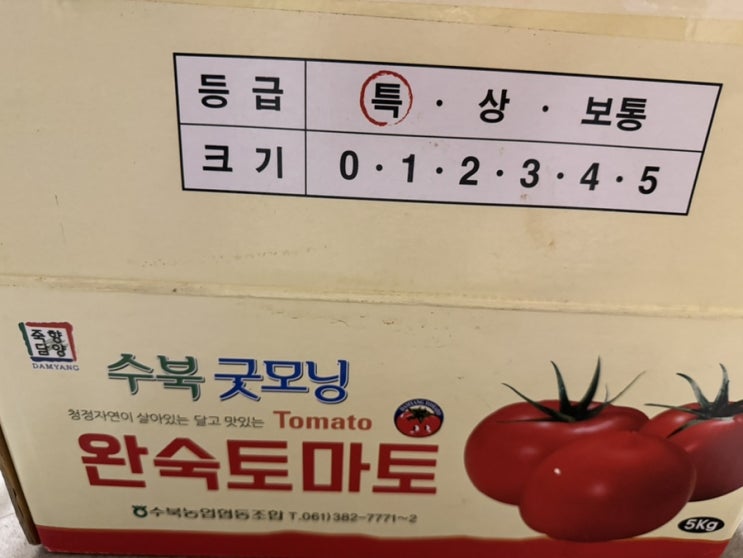 등급 특 · 상 · 보통
크기 0 · 1 · 2 · 3 · 4 · 5
죽향
담양
DAMYANG
수북 굿모닝
청정자연이 살아있는 달고 맛있는 Tomato
완숙토마토
수북농업협동조합 T.061)382-7771~2
5Kg